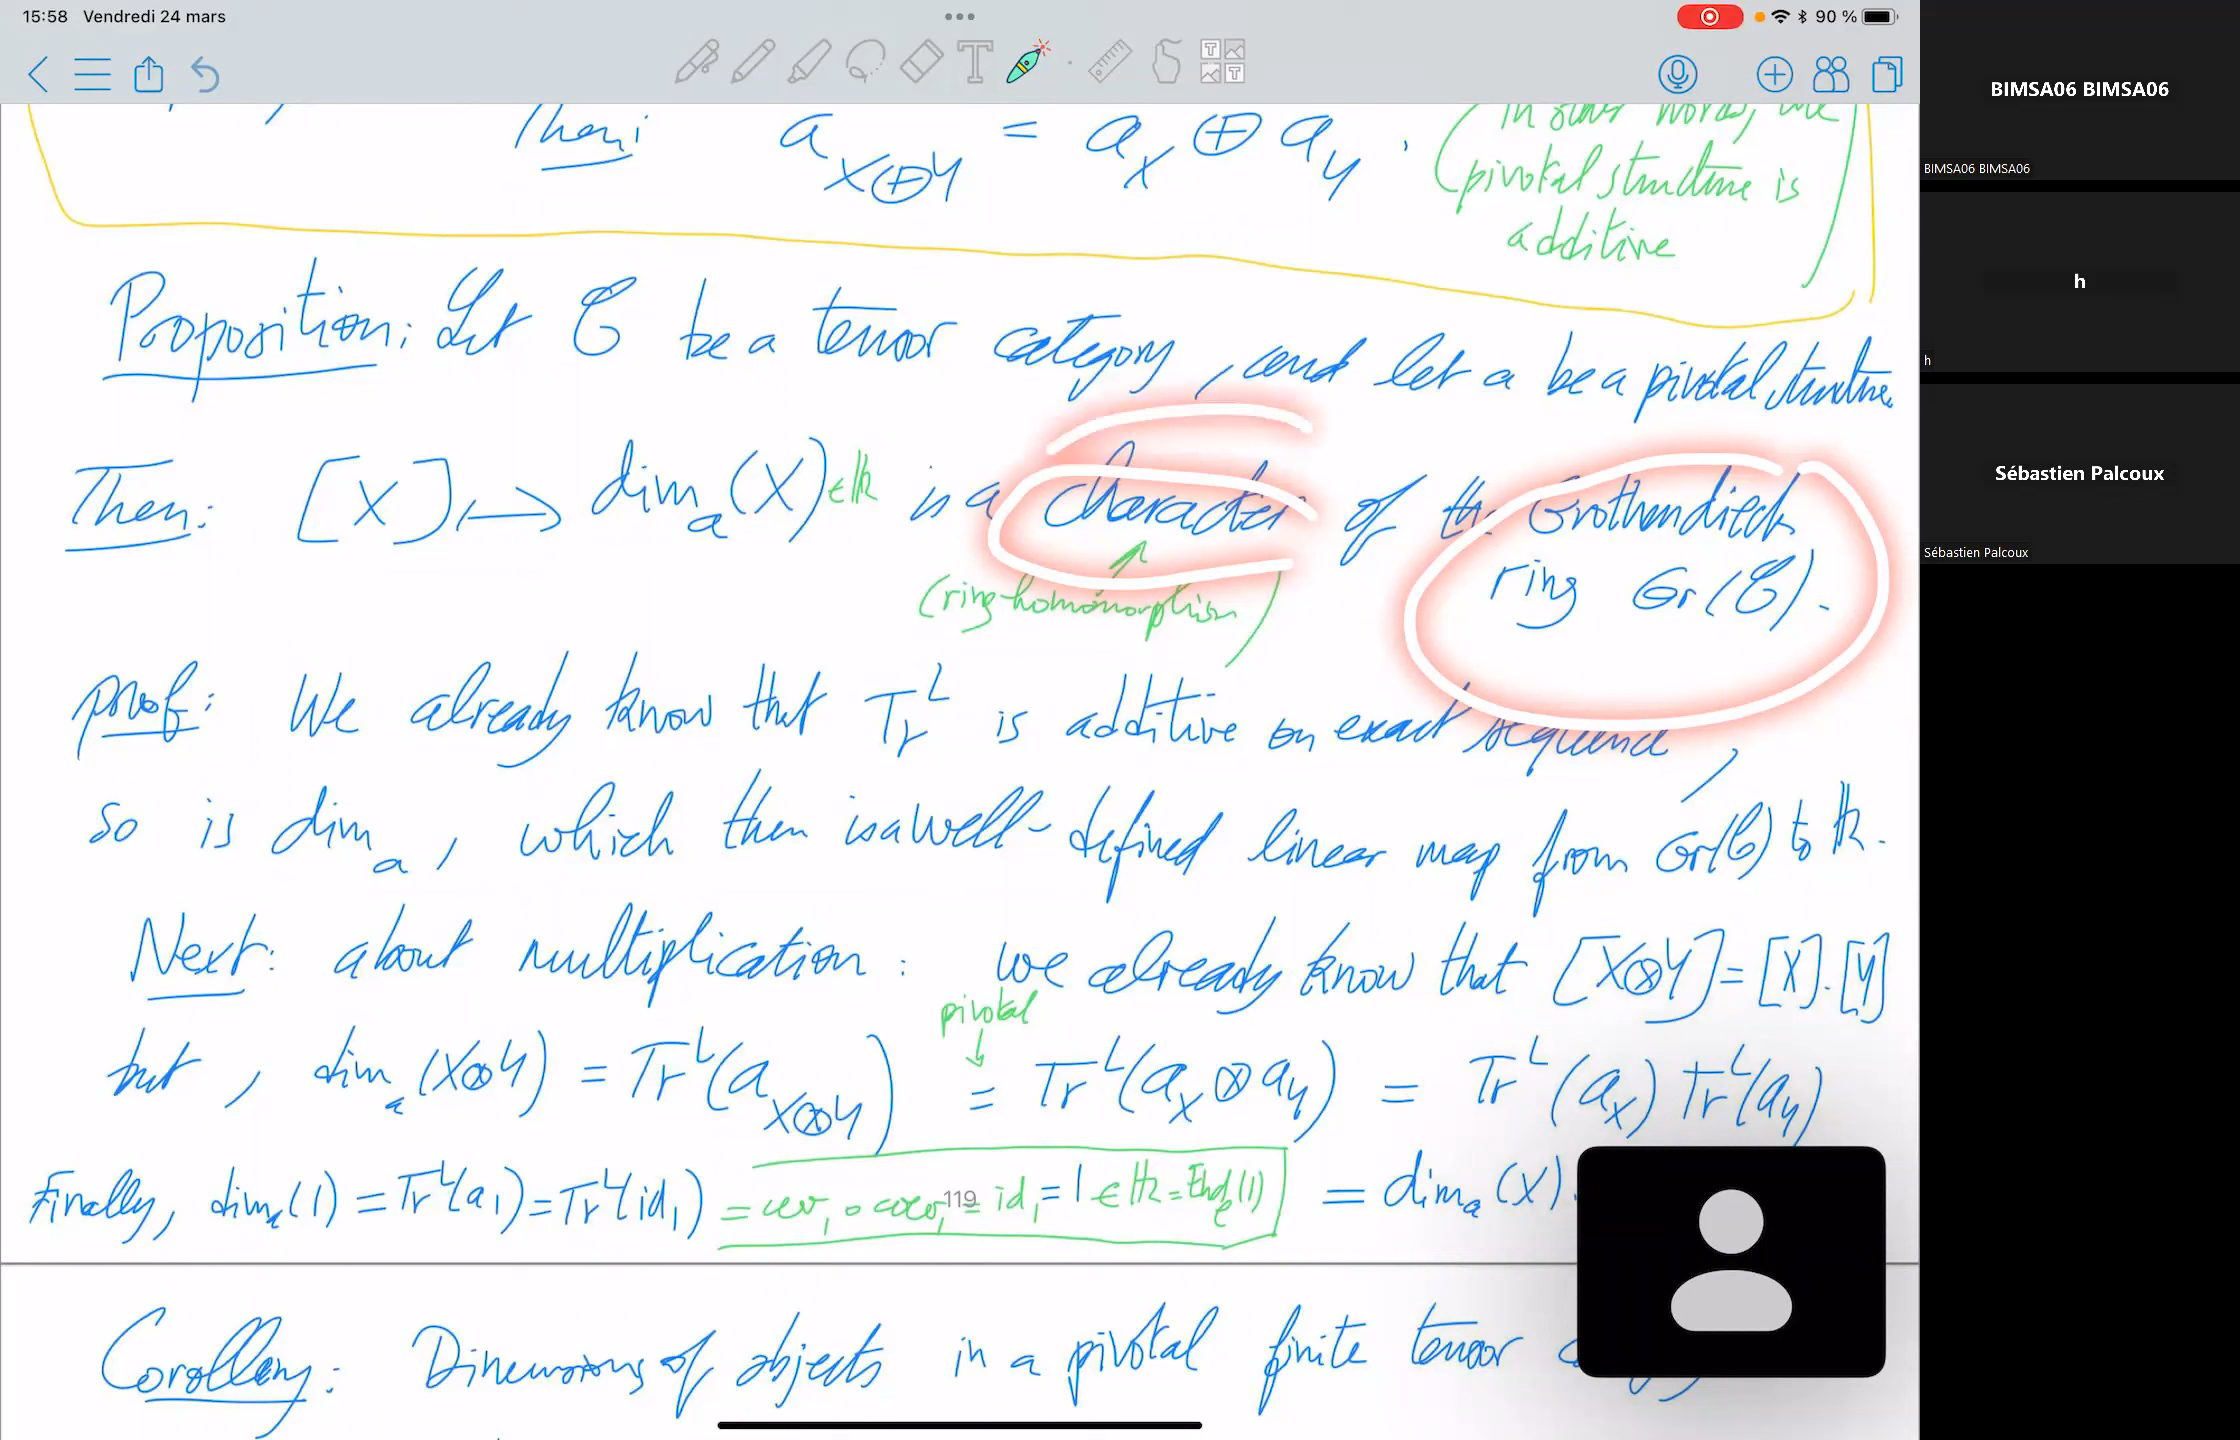 15:58 Vendredi 24 mars
90 %
Then: a_{X⊕Y} = a_X ⊕ a_Y .
(In other words, the
pivotal structure is
additive)
Proposition: Let C be a tensor category, and let a be a pivotal structure.
Then: [X] ↦ dim_a(X) ∈ k is a character of the Grothendieck
ring Gr(C).
(ring homomorphism)
proof: We already know that Tr^L is additive on exact sequence,
so is dim_a, which then is a well-defined linear map from Gr(C) to k.
Next: about multiplication: we already know that [X⊗Y]=[X].[Y]
pivotal
but, dim_a(X⊗Y) = Tr^L(a_{X⊗Y}) = Tr^L(a_X ⊗ a_Y) = Tr^L(a_X) Tr^L(a_Y)
Finally, dim_a(1) = Tr^L(a_1) = Tr^L(id_1) = ev_1 ∘ coev_1 = id_1 = 1 ∈ k = End_C(1) = dim_a(X).
119
Corollary: Dimensions of objects in a pivotal finite tensor
BIMSA06 BIMSA06
BIMSA06 BIMSA06
h
h
Sébastien Palcoux
Sébastien Palcoux